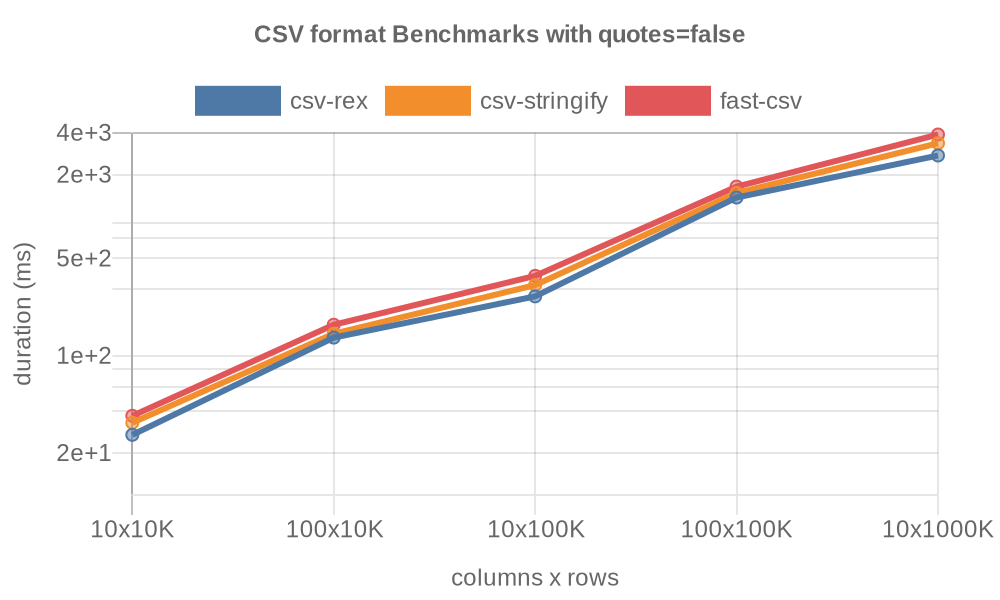 CSV format Benchmarks with quotes=false
csv-rex csv-stringify fast-csv
4e+3
2e+3
5e+2
1e+2
2e+1
duration (ms)
10x10K 100x10K 10x100K 100x100K 10x1000K
columns x rows